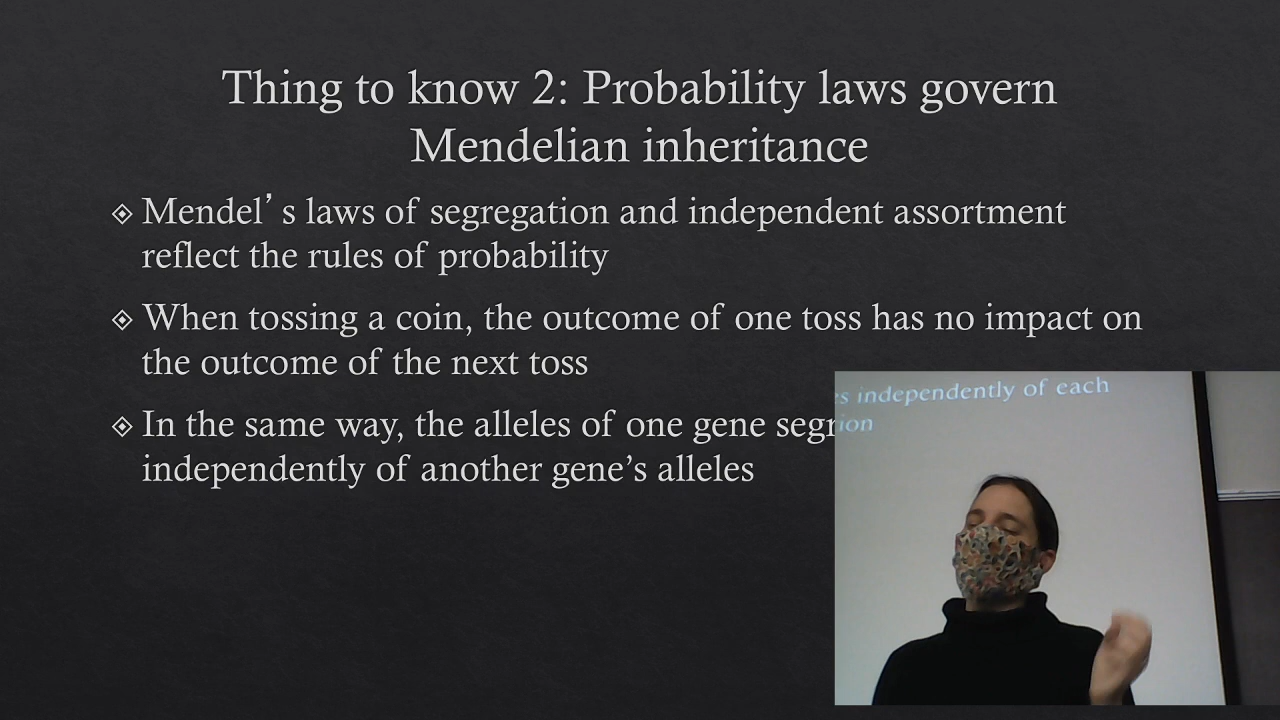 Thing to know 2: Probability laws govern
Mendelian inheritance
Mendel’s laws of segregation and independent assortment
reflect the rules of probability
When tossing a coin, the outcome of one toss has no impact on
the outcome of the next toss
In the same way, the alleles of one gene
independently of another gene’s alleles
independently of each